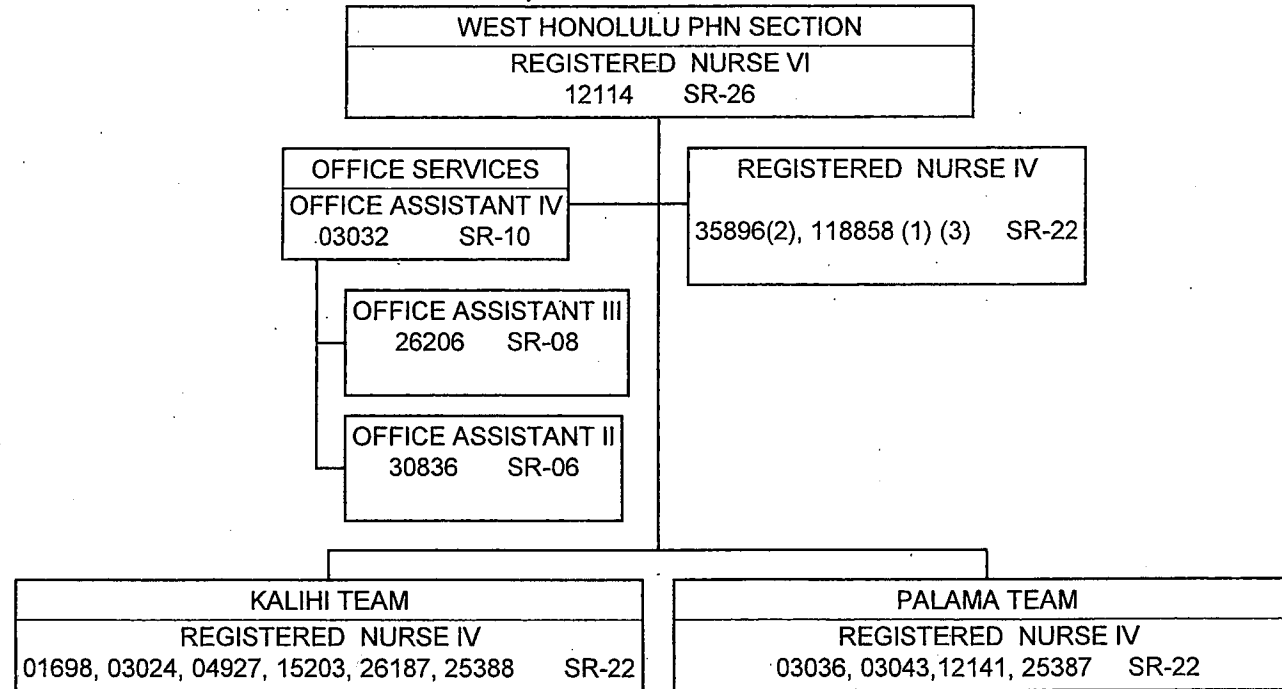 WEST HONOLULU PHN SECTION
REGISTERED NURSE VI
12114 SR-26
OFFICE SERVICES
OFFICE ASSISTANT IV
03032 SR-10
REGISTERED NURSE IV
35896(2), 118858 (1) (3) SR-22
OFFICE ASSISTANT III
26206 SR-08
OFFICE ASSISTANT II
30836 SR-06
KALIHI TEAM
REGISTERED NURSE IV
01698, 03024, 04927, 15203, 26187, 25388 SR-22
PALAMA TEAM
REGISTERED NURSE IV
03036, 03043,12141, 25387 SR-22